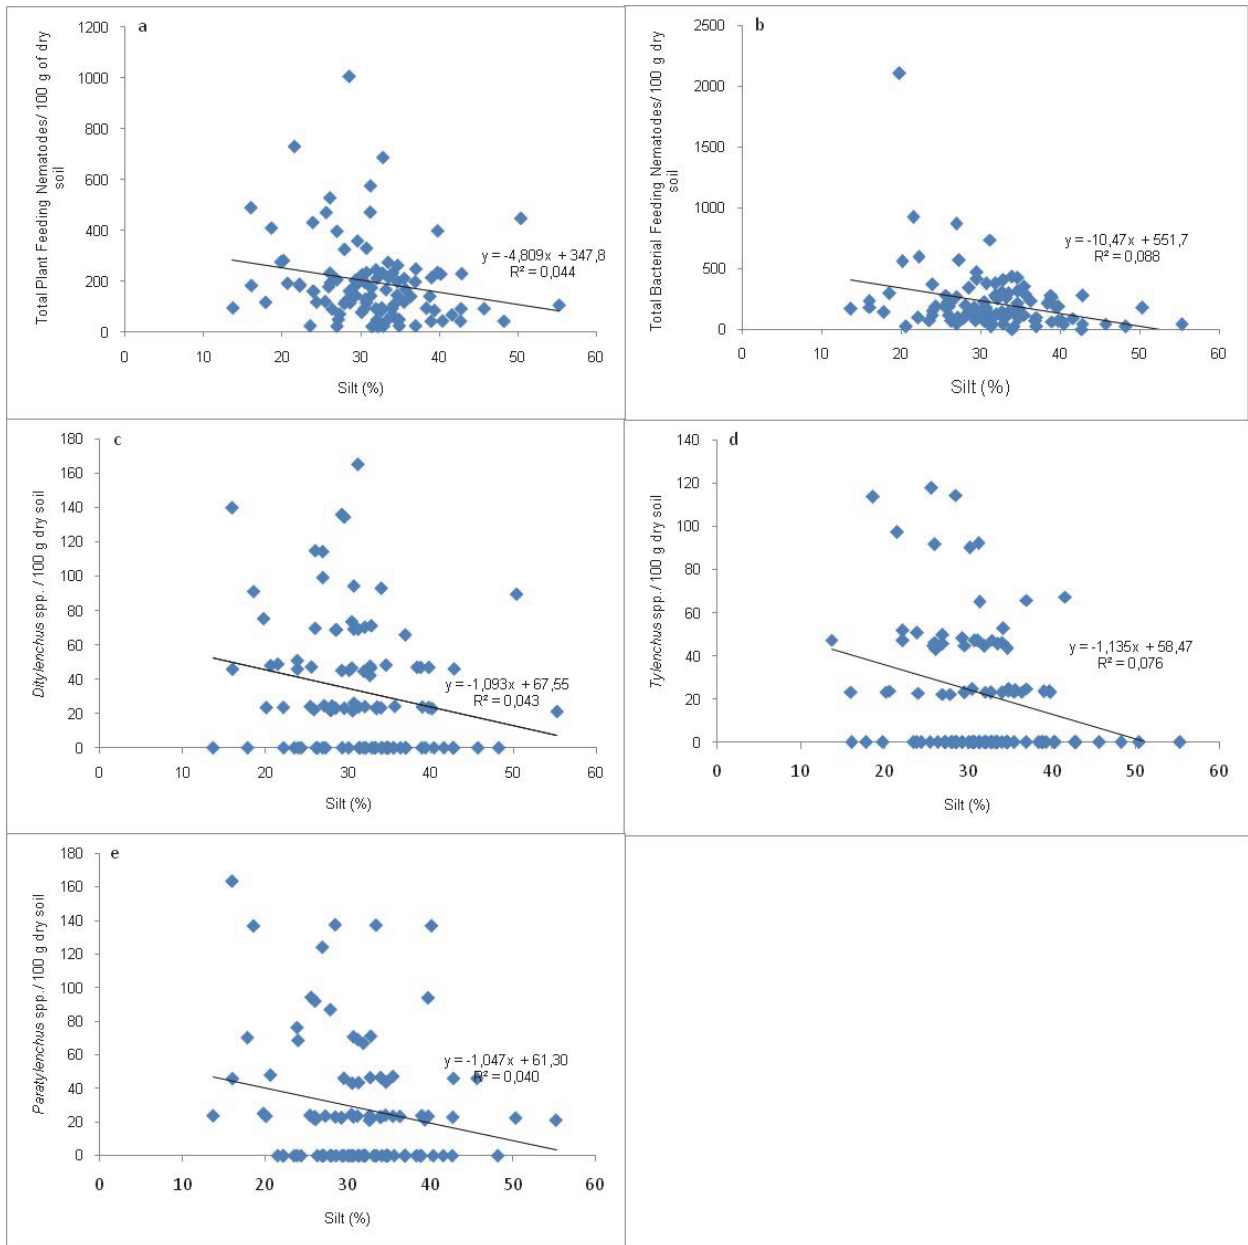 a
Total Plant Feeding Nematodes/ 100 g of dry
soil
1200
1000
800
600
400
200
0
0 10 20 30 40 50 60
Silt (%)
y = -4,809x + 347,8
R² = 0,044
b
Total Bacterial Feeding Nematodes/ 100 g dry
soil
2500
2000
1500
1000
500
0
0 10 20 30 40 50 60
Silt (%)
y = -10,47x + 551,7
R² = 0,088
c
Ditylenchus spp. / 100 g dry soil
180
160
140
120
100
80
60
40
20
0
0 10 20 30 40 50 60
Silt (%)
y = -1,093x + 67,55
R² = 0,043
d
Tylenchus spp. / 100 g dry soil
140
120
100
80
60
40
20
0
0 10 20 30 40 50 60
Silt (%)
y = -1,135x + 58,47
R² = 0,076
e
Paratylenchus spp./ 100 g dry soil
180
160
140
120
100
80
60
40
20
0
0 10 20 30 40 50 60
Silt (%)
y = -1,047x + 61,30
R² = 0,040